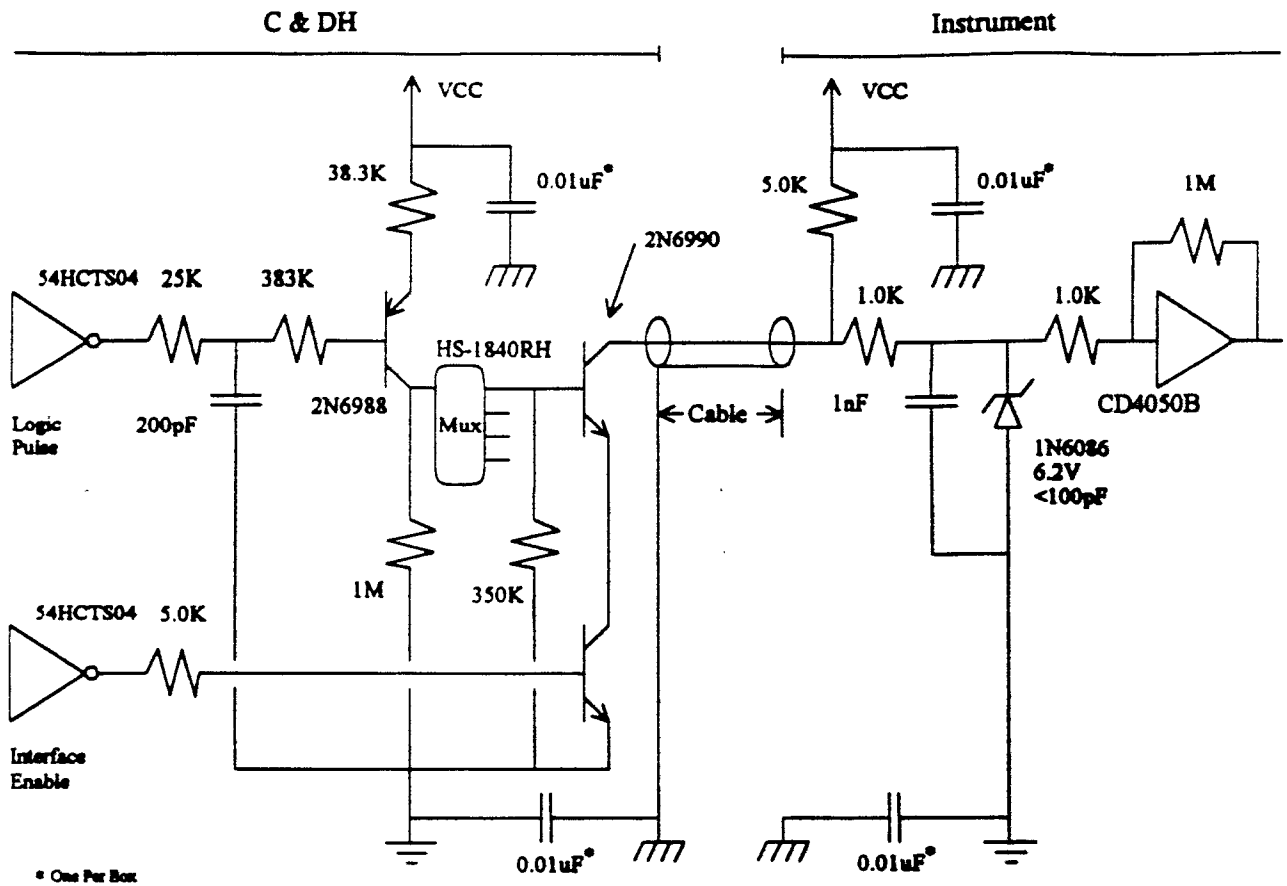 C & DH
Instrument
VCC
VCC
38.3K
0.01uF*
5.0K
0.01uF*
1M
2N6990
54HCTS04
25K
383K
1.0K
1.0K
HS-1840RH
Mux
2N6988
Logic
Pulse
200pF
Cable
1nF
CD4050B
1N6086
6.2V
<100pF
1M
350K
54HCTS04
5.0K
Interface
Enable
0.01uF*
0.01uF*
* One Per Box